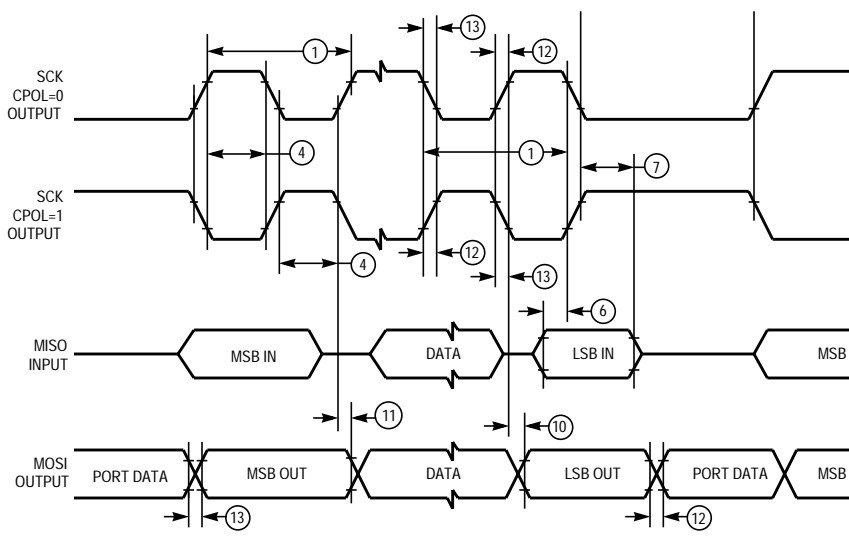 13
1
12
SCK
CPOL=0
OUTPUT
4
1
7
SCK
CPOL=1
OUTPUT
12
4
13
6
MISO
INPUT
MSB IN
DATA
LSB IN
MSB
11
10
MOSI
OUTPUT
PORT DATA
MSB OUT
DATA
LSB OUT
PORT DATA
MSB
13
12